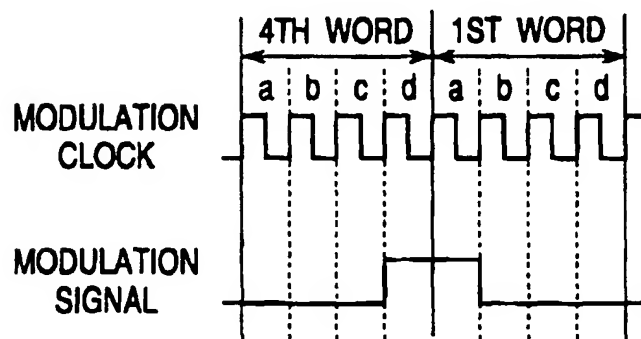 4TH WORD 1ST WORD
a b c d a b c d
MODULATION
CLOCK
MODULATION
SIGNAL